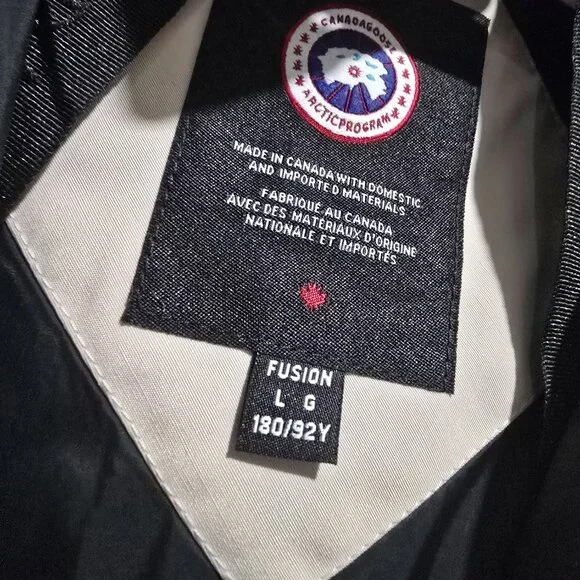 CANADA GOOSE
ARCTIC PROGRAM
MADE IN CANADA WITH DOMESTIC
AND IMPORTED MATERIALS
FABRIQUÉ AU CANADA
AVEC DES MATERIAUX D'ORIGINE
NATIONALE ET IMPORTÉS
FUSION
L G
180/92Y